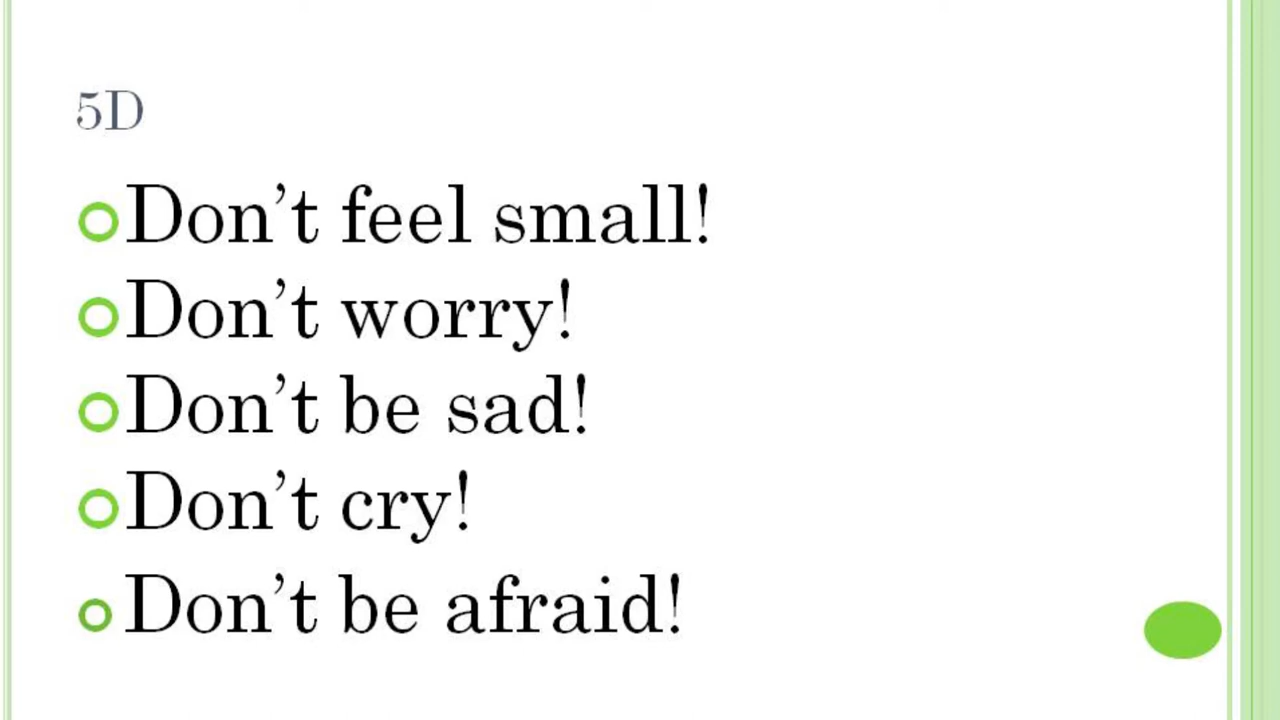 5D
Don't feel small!
Don't worry!
Don't be sad!
Don't cry!
Don't be afraid!